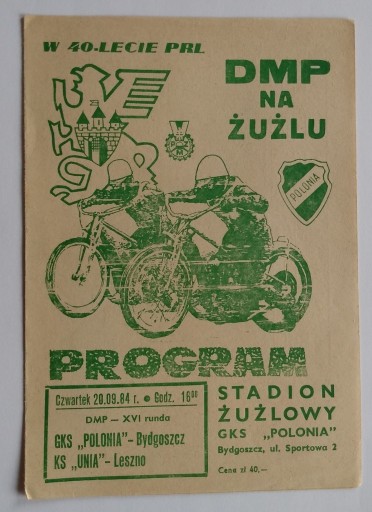 W 40-LECIE PRL
DMP
NA
ŻUŻLU
POLONIA
PROGRAM
Czwartek 20.09.84 r. • Godz. 16⁰⁰
DMP — XVI runda
GKS „POLONIA" - Bydgoszcz
KS „UNIA" - Leszno
STADION
ŻUŻLOWY
GKS „POLONIA"
Bydgoszcz, ul. Sportowa 2
Cena zł 40,—